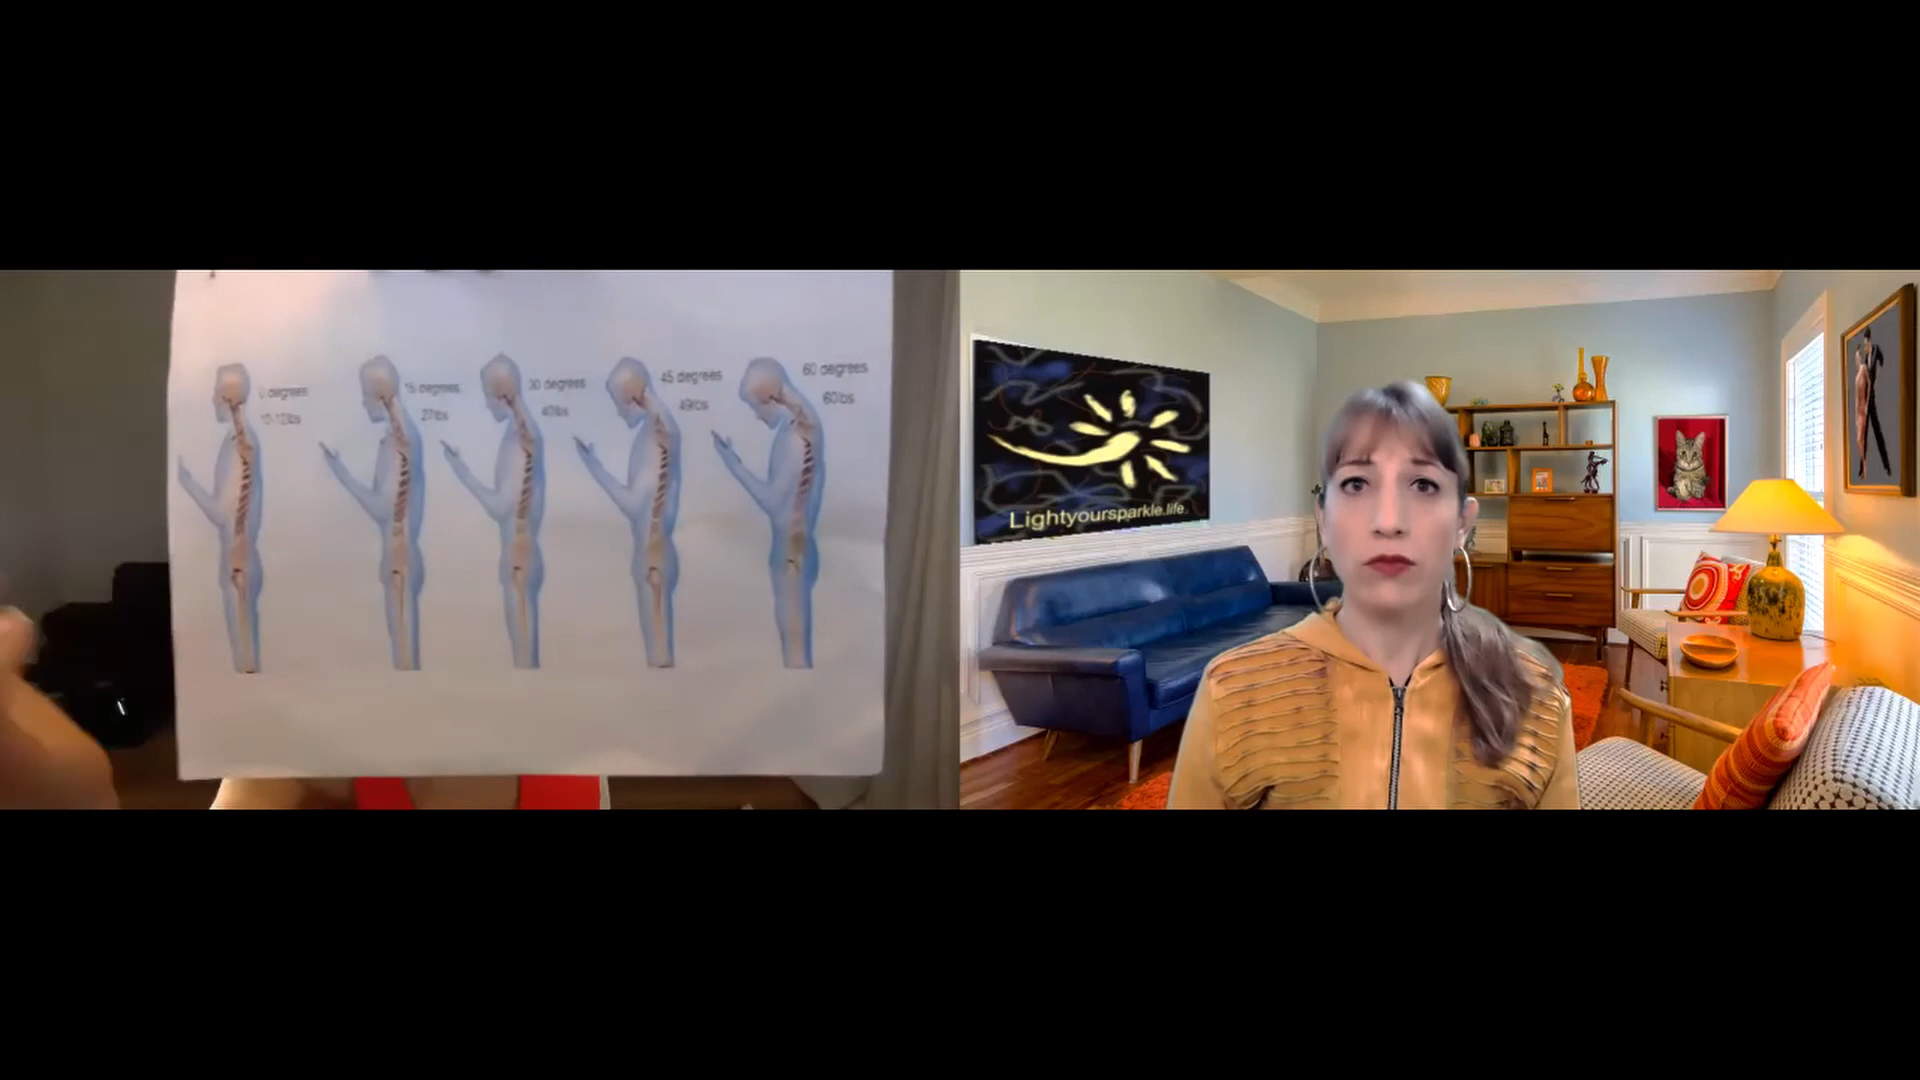 0 degrees
10-12lbs
15 degrees
27lbs
30 degrees
40lbs
45 degrees
49lbs
60 degrees
60lbs
Lightyoursparkle.life